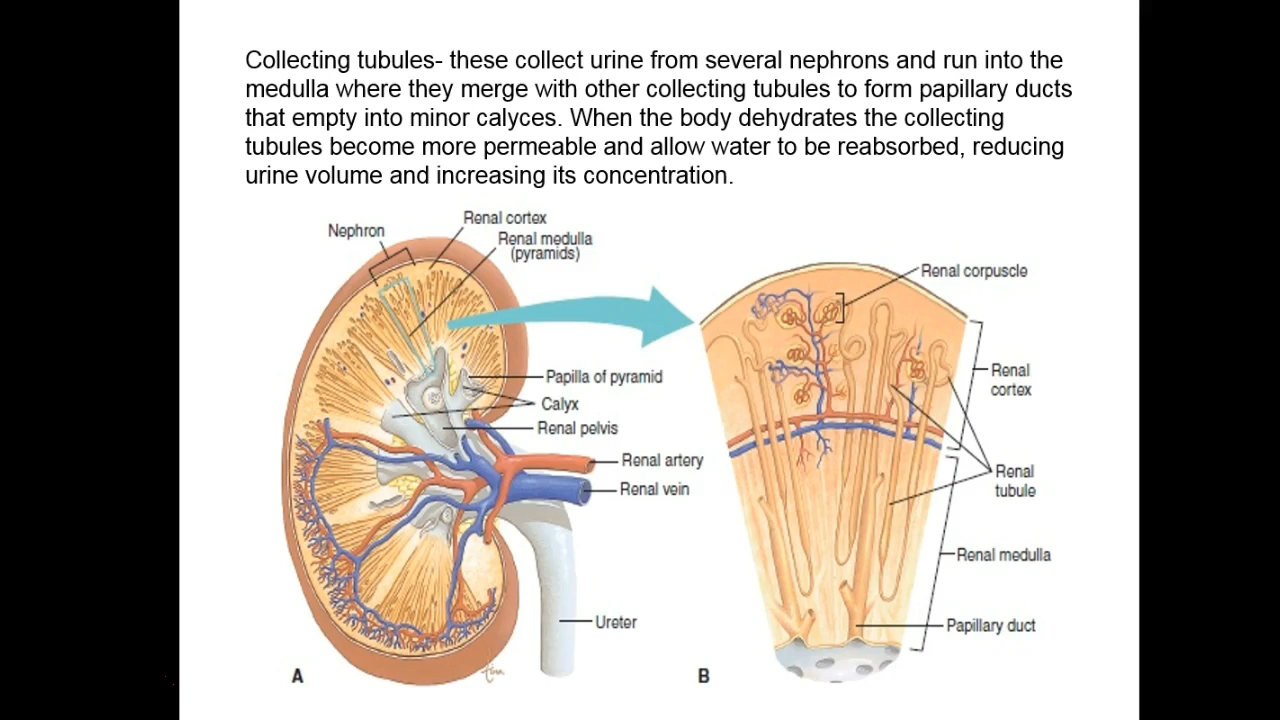 Collecting tubules- these collect urine from several nephrons and run into the
medulla where they merge with other collecting tubules to form papillary ducts
that empty into minor calyces. When the body dehydrates the collecting
tubules become more permeable and allow water to be reabsorbed, reducing
urine volume and increasing its concentration.
Nephron
Renal cortex
Renal medulla
(pyramids)
Papilla of pyramid
Calyx
Renal pelvis
Renal artery
Renal vein
Ureter
A
Renal corpuscle
Renal
cortex
Renal
tubule
Renal medulla
Papillary duct
B